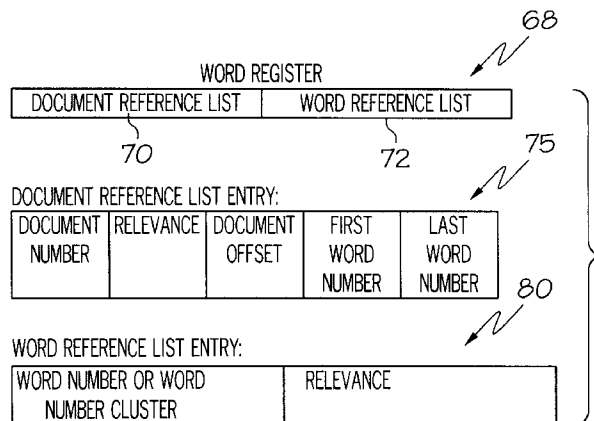 68
WORD REGISTER
DOCUMENT REFERENCE LIST WORD REFERENCE LIST
70 72
75
DOCUMENT REFERENCE LIST ENTRY:
DOCUMENT NUMBER
RELEVANCE
DOCUMENT OFFSET
FIRST WORD NUMBER
LAST WORD NUMBER
80
WORD REFERENCE LIST ENTRY:
WORD NUMBER OR WORD
NUMBER CLUSTER
RELEVANCE